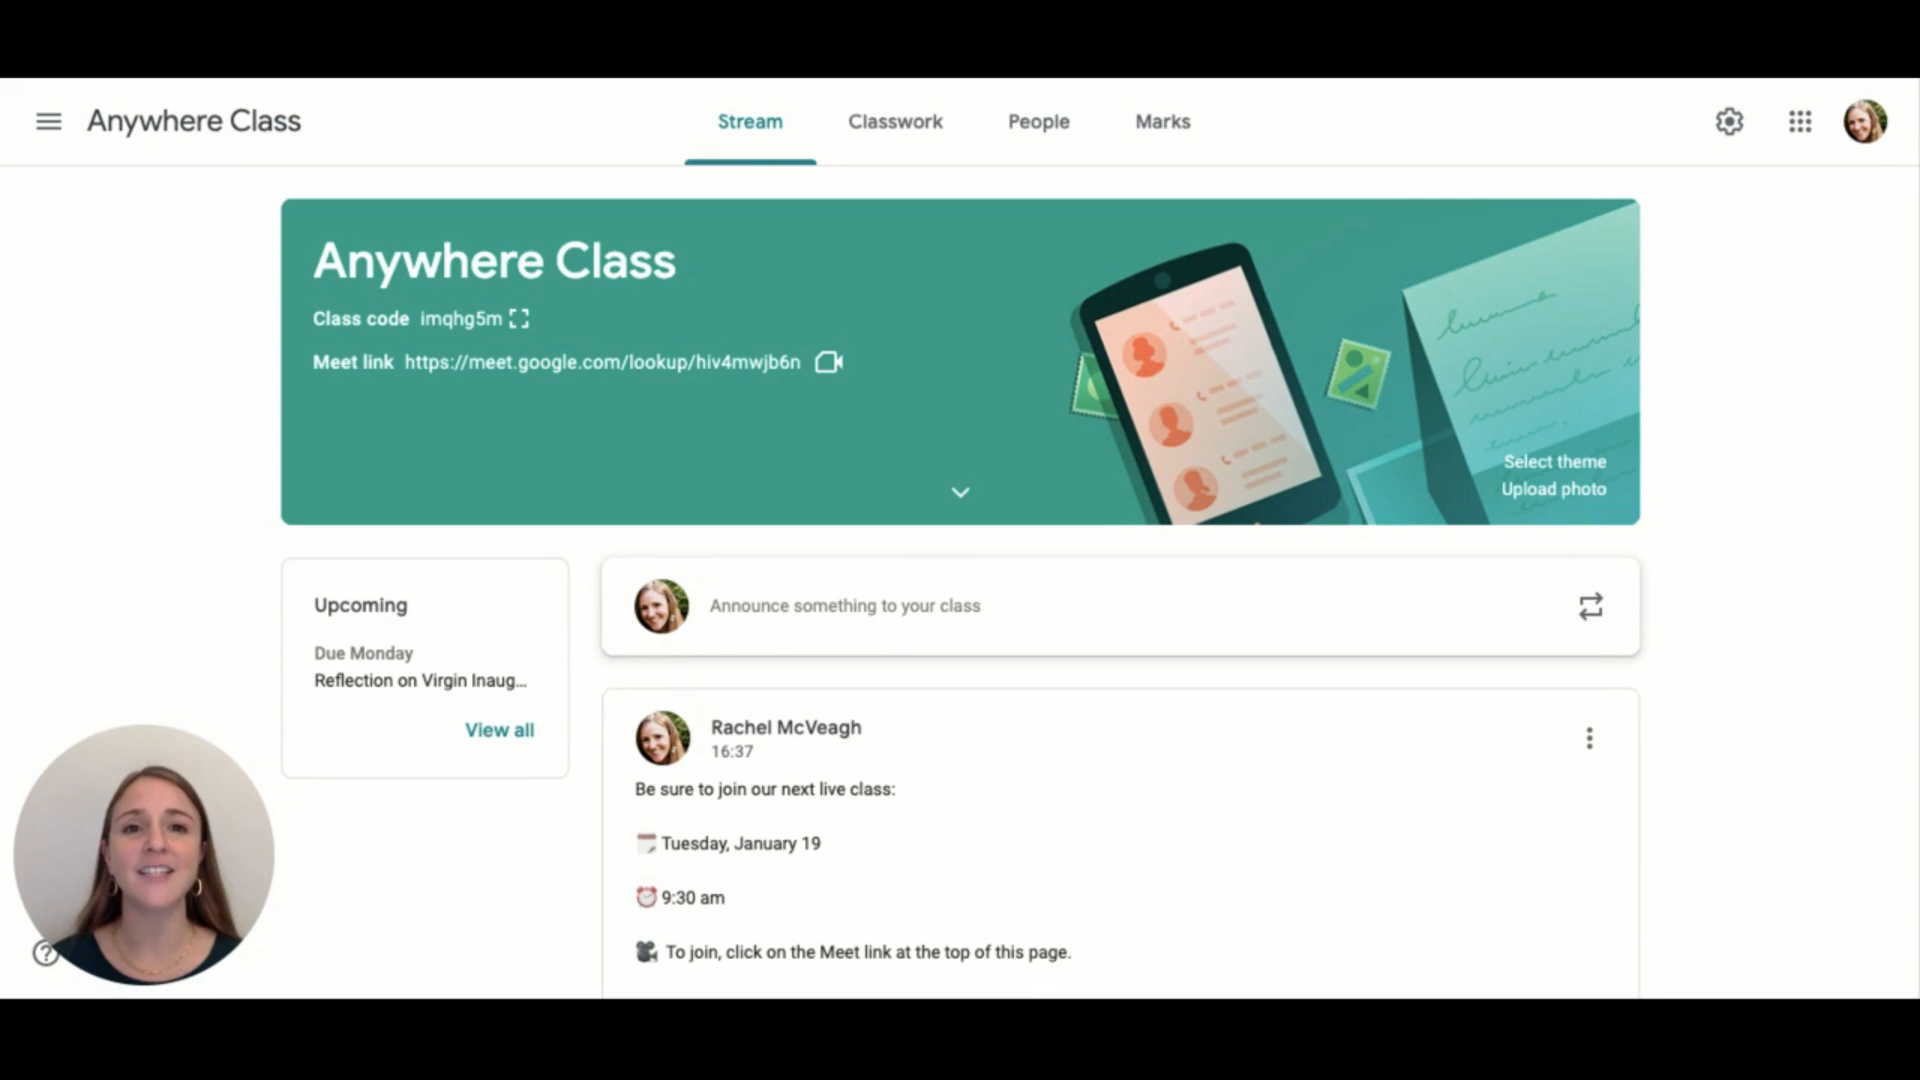 Anywhere Class
Stream
Classwork
People
Marks
Anywhere Class
Class code imqhg5m
Meet link https://meet.google.com/lookup/hiv4mwjb6n
Select theme
Upload photo
Upcoming
Due Monday
Reflection on Virgin Inaug...
View all
Announce something to your class
Rachel McVeagh
16:37
Be sure to join our next live class:
Tuesday, January 19
9:30 am
To join, click on the Meet link at the top of this page.